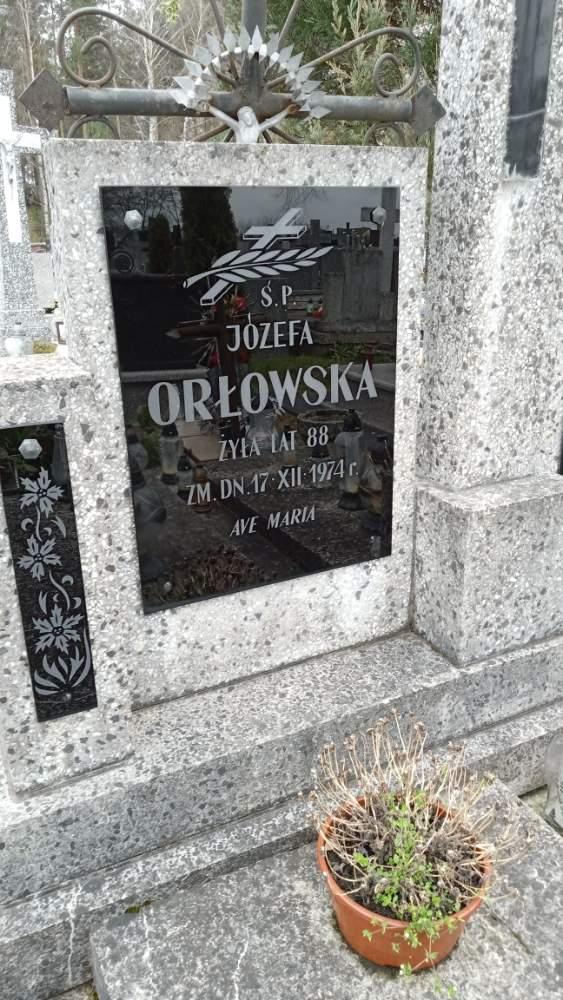 Ś.P.
JÓZEFA
ORŁOWSKA
ŻYŁA LAT 88
ZM. DN. 17·XII·1974 r.
AVE MARIA